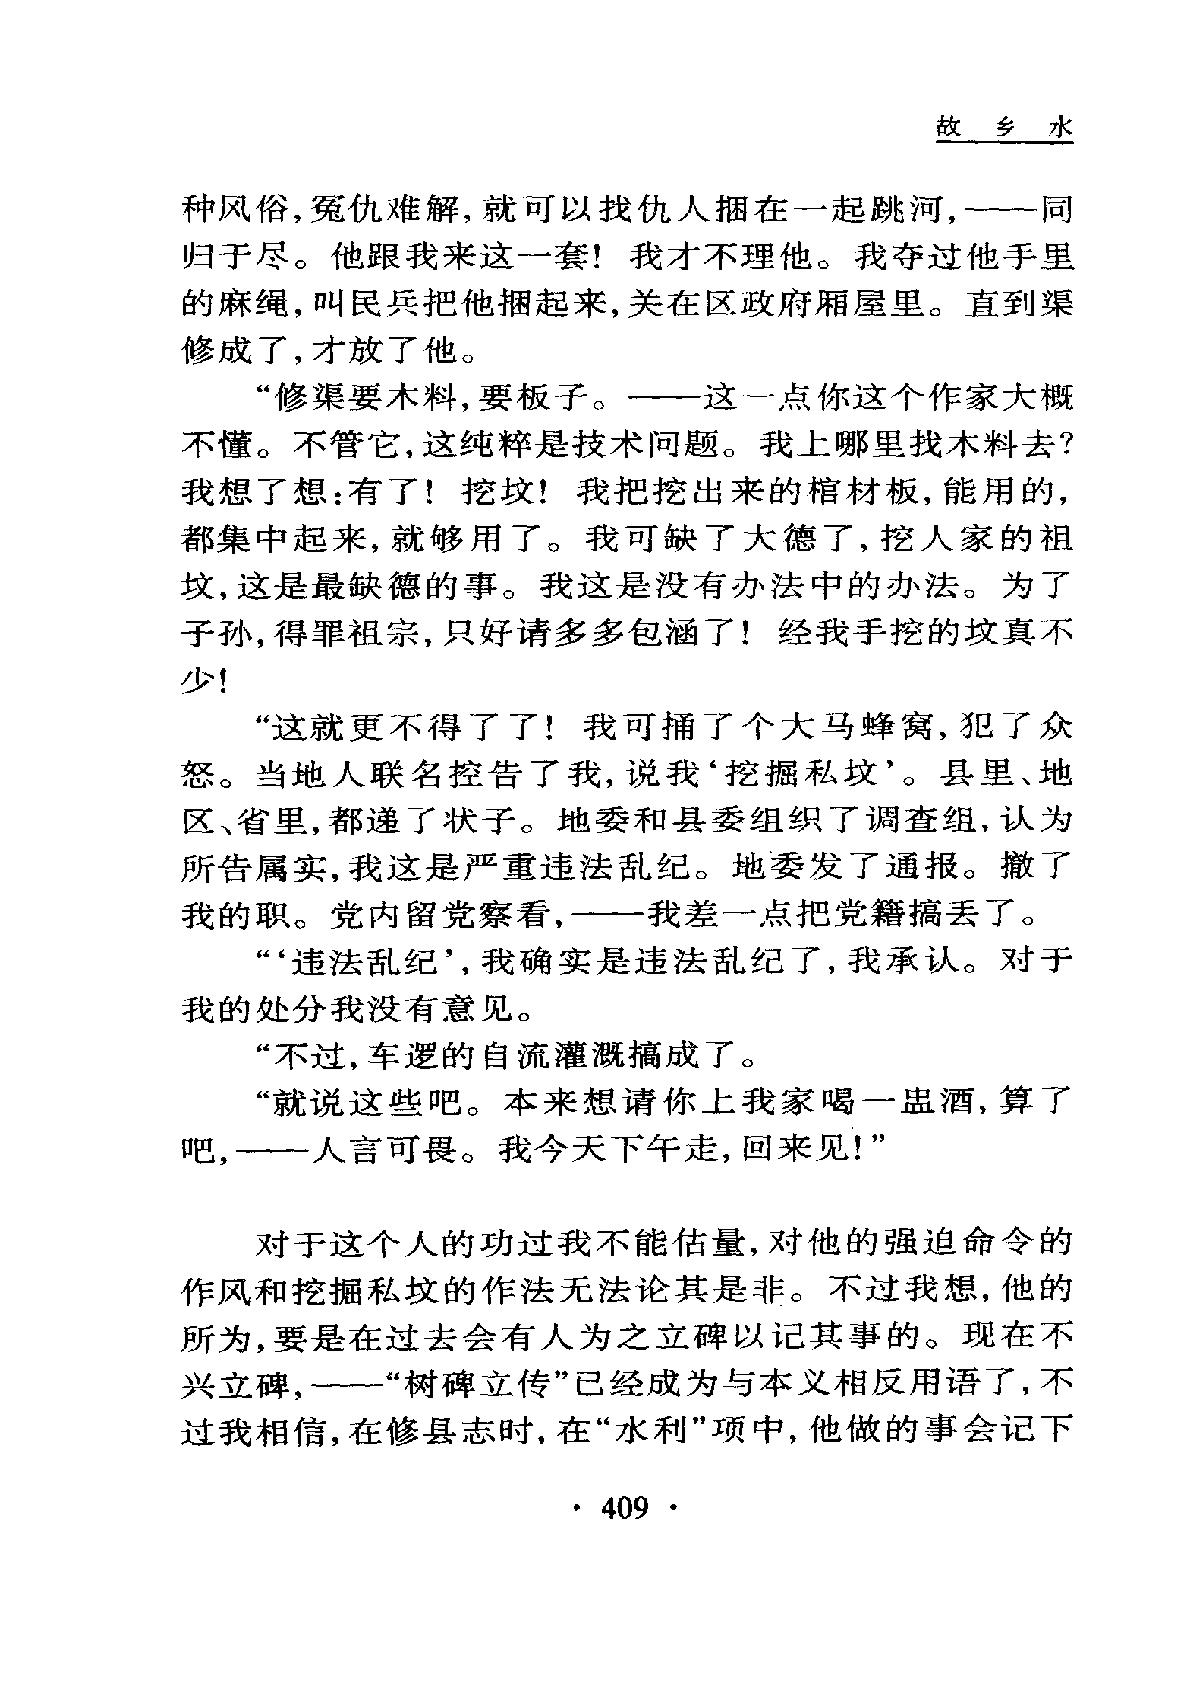 故乡水
种风俗,冤仇难解,就可以找仇人捆在一起跳河,——同
归于尽。他跟我来这一套! 我才不理他。我夺过他手里
的麻绳,叫民兵把他捆起来,关在区政府厢屋里。直到渠
修成了,才放了他。
“修渠要木料,要板子。——这一点你这个作家大概
不懂。不管它,这纯粹是技术问题。我上哪里找木料去?
我想了想:有了! 挖坟! 我把挖出来的棺材板,能用的,
都集中起来,就够用了。我可缺了大德了,挖人家的祖
坟,这是最缺德的事。我这是没有办法中的办法。为了
子孙,得罪祖宗,只好请多多包涵了! 经我手挖的坟真不
少!
“这就更不得了了! 我可捅了个大马蜂窝,犯了众
怒。当地人联名控告了我,说我‘挖掘私坟’。县里、地
区、省里,都递了状子。地委和县委组织了调查组,认为
所告属实,我这是严重违法乱纪。地委发了通报。撤了
我的职。党内留党察看,——我差一点把党籍搞丢了。
“‘违法乱纪’,我确实是违法乱纪了,我承认。对于
我的处分我没有意见。
“不过,车逻的自流灌溉搞成了。
“就说这些吧。本来想请你上我家喝一盅酒,算了
吧,——人言可畏。我今天下午走,回来见!”
对于这个人的功过我不能估量,对他的强迫命令的
作风和挖掘私坟的作法无法论其是非。不过我想,他的
所为,要是在过去会有人为之立碑以记其事的。现在不
兴立碑,——“树碑立传”已经成为与本义相反用语了,不
过我相信,在修县志时,在“水利”项中,他做的事会记下
· 409 ·